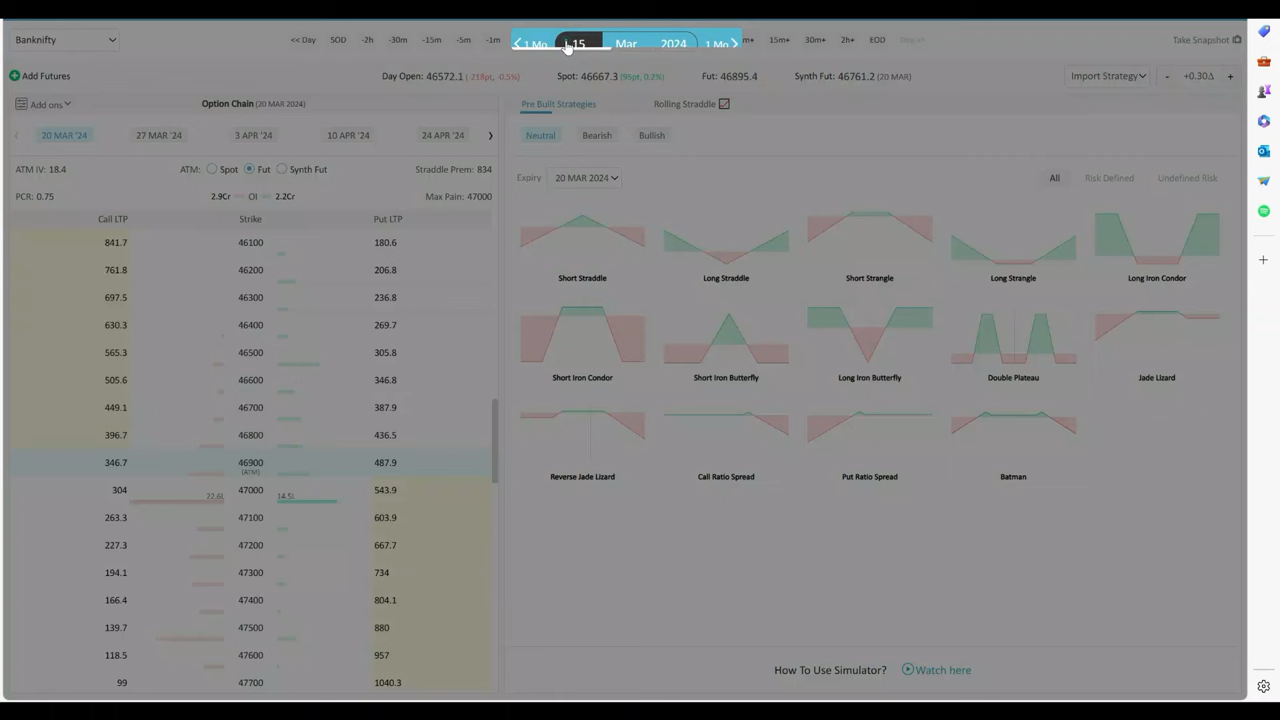 Banknifty << Day SOD -2h -30m -15m -5m -1m 1 Mo 15 Mar 2024 1 Mo m+ 15m+ 30m+ 2h+ EOD Day >> Take Snapshot
Add Futures Day Open: 46572.1 (-218pt, -0.5%) Spot: 46667.3 (95pt, 0.2%) Fut: 46895.4 Synth Fut: 46761.2 (20 MAR) Import Strategy - +0.30Δ +
Add ons Option Chain (20 MAR 2024)
20 MAR '24 27 MAR '24 3 APR '24 10 APR '24 24 APR '24
ATM IV: 18.4 ATM: Spot Fut Synth Fut Straddle Prem: 834
PCR: 0.75 2.9Cr OI 2.2Cr Max Pain: 47000
Call LTP Strike Put LTP
841.7 46100 180.6
761.8 46200 206.8
697.5 46300 236.8
630.3 46400 269.7
565.3 46500 305.8
505.6 46600 346.8
449.1 46700 387.9
396.7 46800 436.5
346.7 46900 487.9
(ATM)
304 22.6L 47000 14.5L 543.9
263.3 47100 603.9
227.3 47200 667.7
194.1 47300 734
166.4 47400 804.1
139.7 47500 880
118.5 47600 957
99 47700 1040.3
Pre Built Strategies Rolling Straddle
Neutral Bearish Bullish
Expiry 20 MAR 2024 All Risk Defined Undefined Risk
Short Straddle Long Straddle Short Strangle Long Strangle Long Iron Condor
Short Iron Condor Short Iron Butterfly Long Iron Butterfly Double Plateau Jade Lizard
Reverse Jade Lizard Call Ratio Spread Put Ratio Spread Batman
How To Use Simulator? Watch here